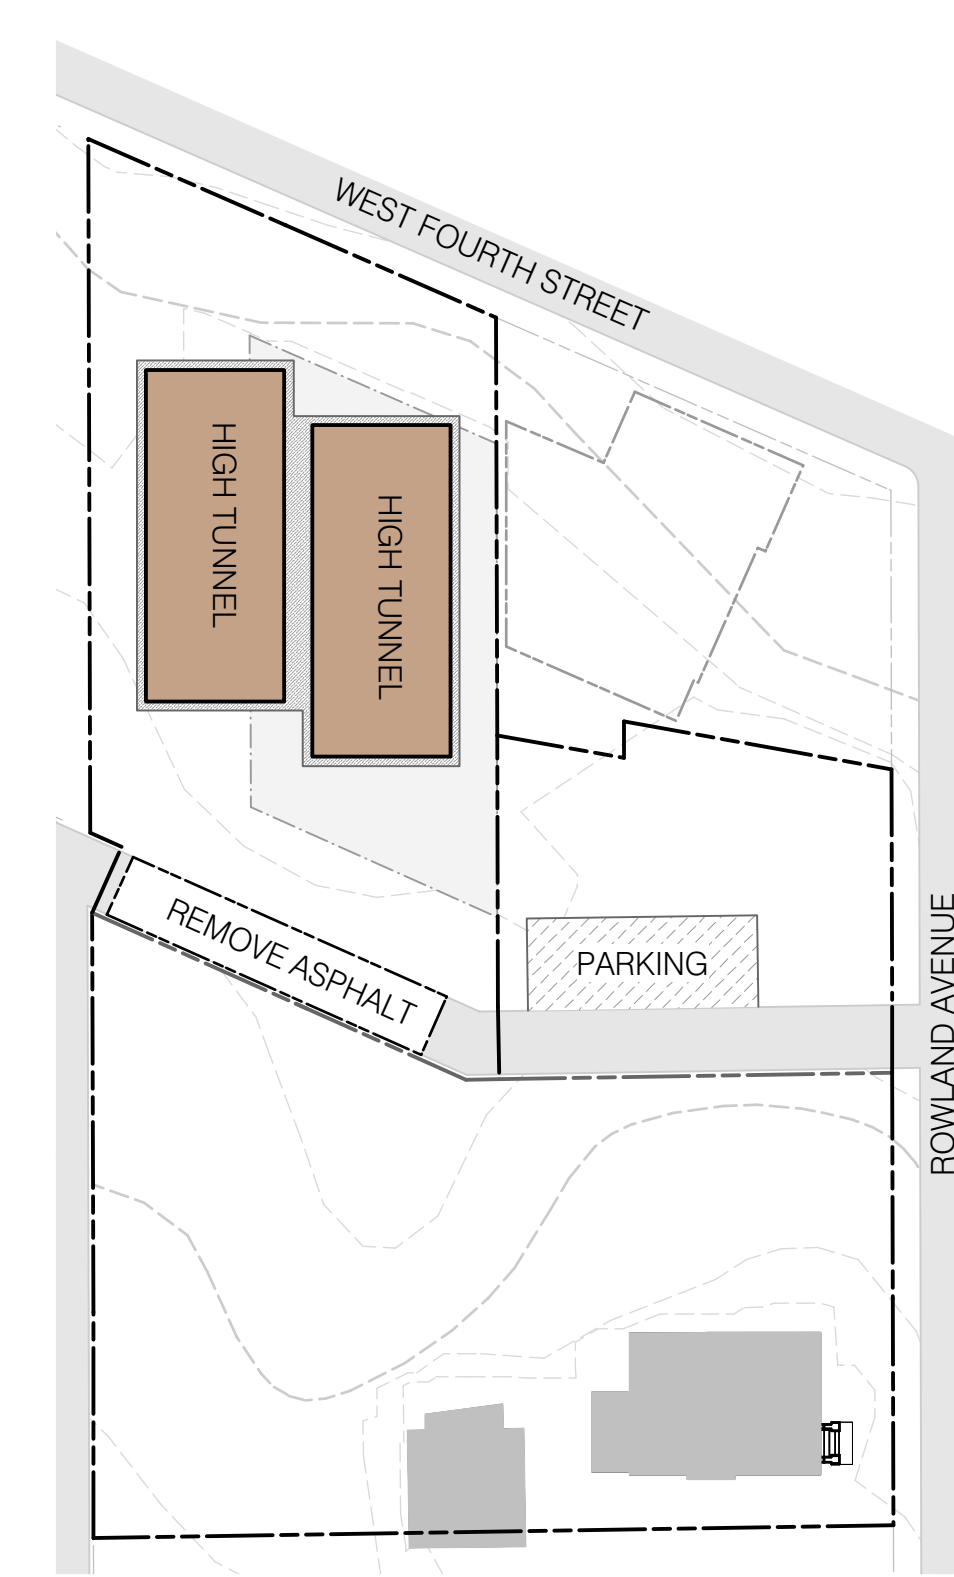 WEST FOURTH STREET
HIGH TUNNEL
HIGH TUNNEL
REMOVE ASPHALT
PARKING
ROWLAND AVENUE